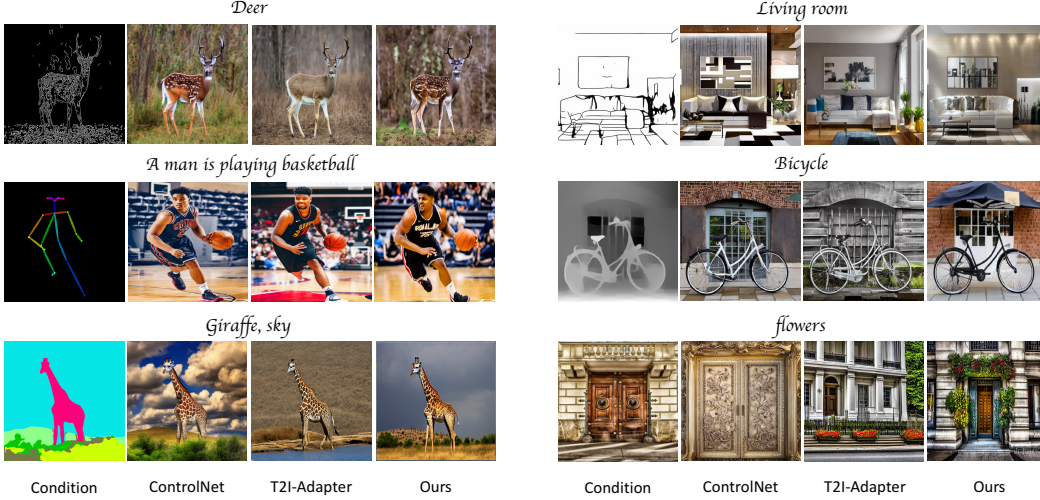 Deer
Living room
A man is playing basketball
Bicycle
Giraffe, sky
flowers
Condition
ControlNet
T2I-Adapter
Ours
Condition
ControlNet
T2I-Adapter
Ours